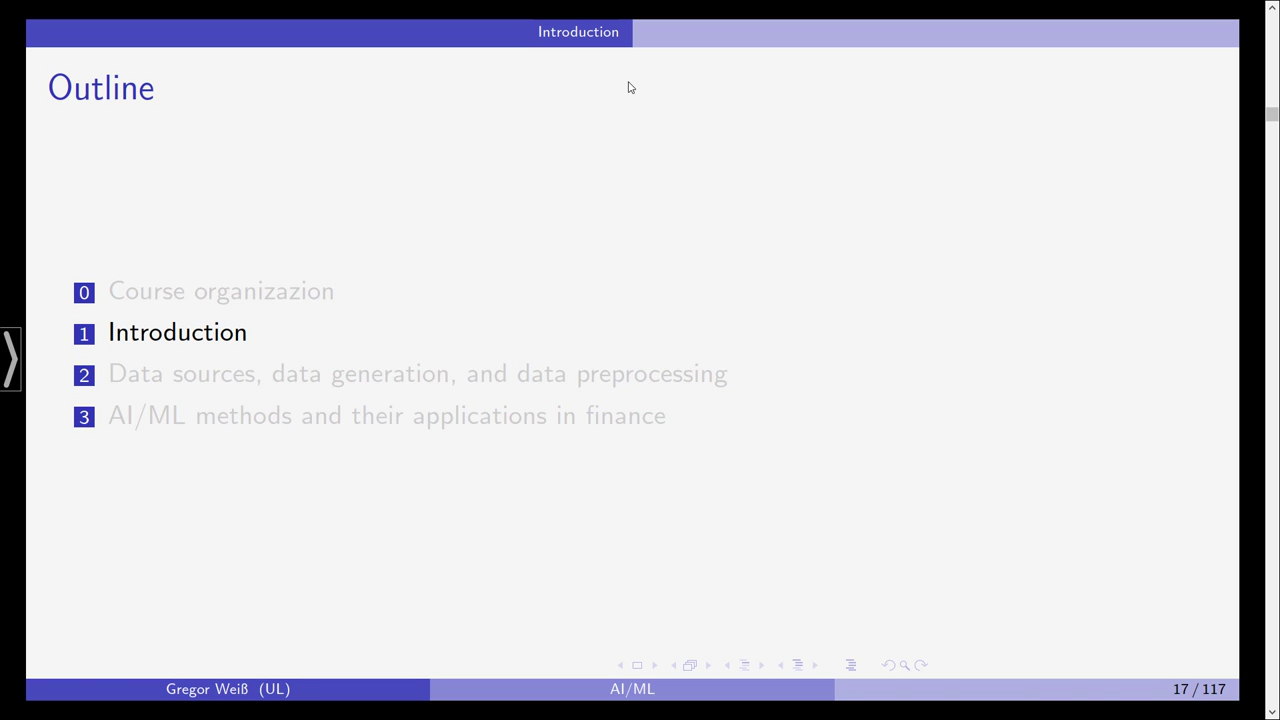 Introduction
Outline
0 Course organizazion
1 Introduction
2 Data sources, data generation, and data preprocessing
3 AI/ML methods and their applications in finance
Gregor Weiß (UL) AI/ML 17 / 117